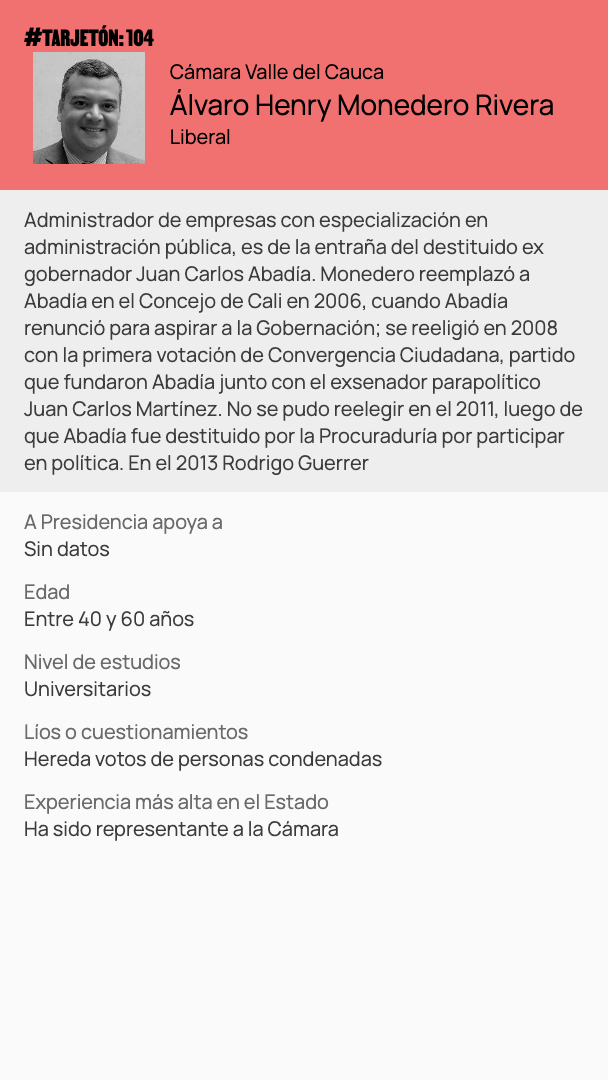 #TARJETÓN: 104
Cámara Valle del Cauca
Álvaro Henry Monedero Rivera
Liberal
Administrador de empresas con especialización en
administración pública, es de la entraña del destituido ex
gobernador Juan Carlos Abadía. Monedero reemplazó a
Abadía en el Concejo de Cali en 2006, cuando Abadía
renunció para aspirar a la Gobernación; se reeligió en 2008
con la primera votación de Convergencia Ciudadana, partido
que fundaron Abadía junto con el exsenador parapolítico
Juan Carlos Martínez. No se pudo reelegir en el 2011, luego de
que Abadía fue destituido por la Procuraduría por participar
en política. En el 2013 Rodrigo Guerrer
A Presidencia apoya a
Sin datos
Edad
Entre 40 y 60 años
Nivel de estudios
Universitarios
Líos o cuestionamientos
Hereda votos de personas condenadas
Experiencia más alta en el Estado
Ha sido representante a la Cámara